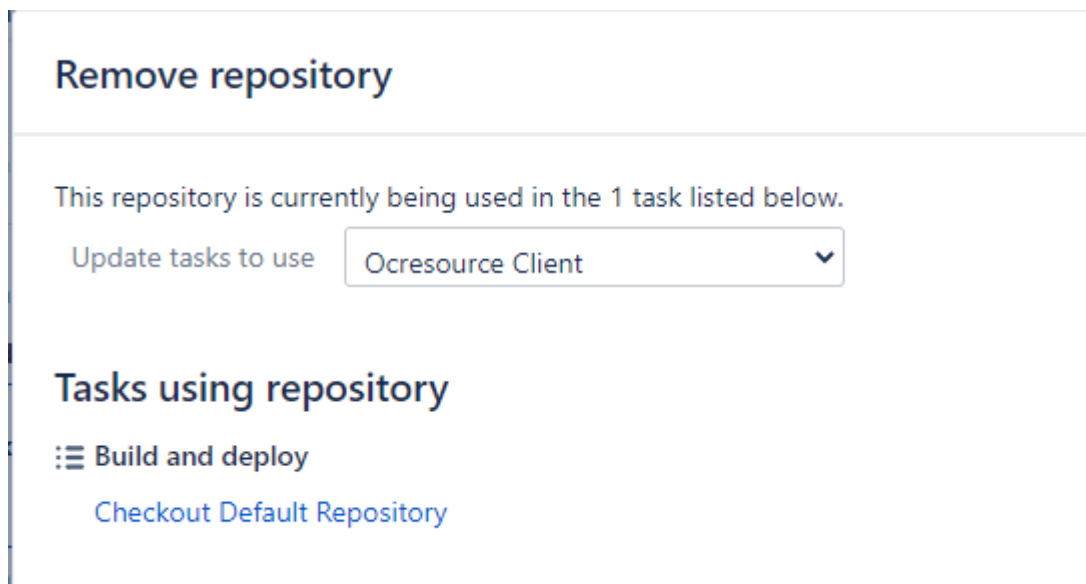 Remove repository
This repository is currently being used in the 1 task listed below.
Update tasks to use Ocresource Client
Tasks using repository
Build and deploy
Checkout Default Repository